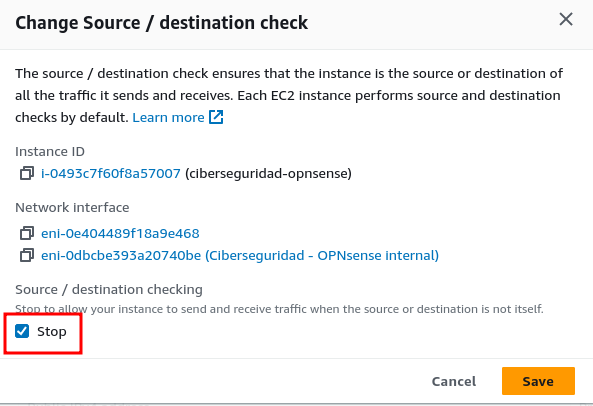 Change Source / destination check
The source / destination check ensures that the instance is the source or destination of
all the traffic it sends and receives. Each EC2 instance performs source and destination
checks by default. Learn more
Instance ID
i-0493c7f60f8a57007 (ciberseguridad-opnsense)
Network interface
eni-0e404489f18a9e468
eni-0dbcbe393a20740be (Ciberseguridad - OPNsense internal)
Source / destination checking
Stop to allow your instance to send and receive traffic when the source or destination is not itself.
Stop
Cancel
Save